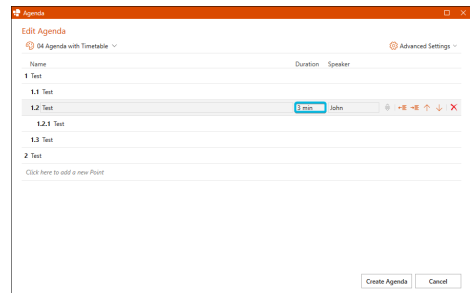 Agenda
Edit Agenda
04 Agenda with Timetable
Advanced Settings
Name Duration Speaker
1 Test
1.1 Test
1.2 Test 3 min John
1.2.1 Test
1.3 Test
2 Test
Click here to add a new Point
Create Agenda Cancel